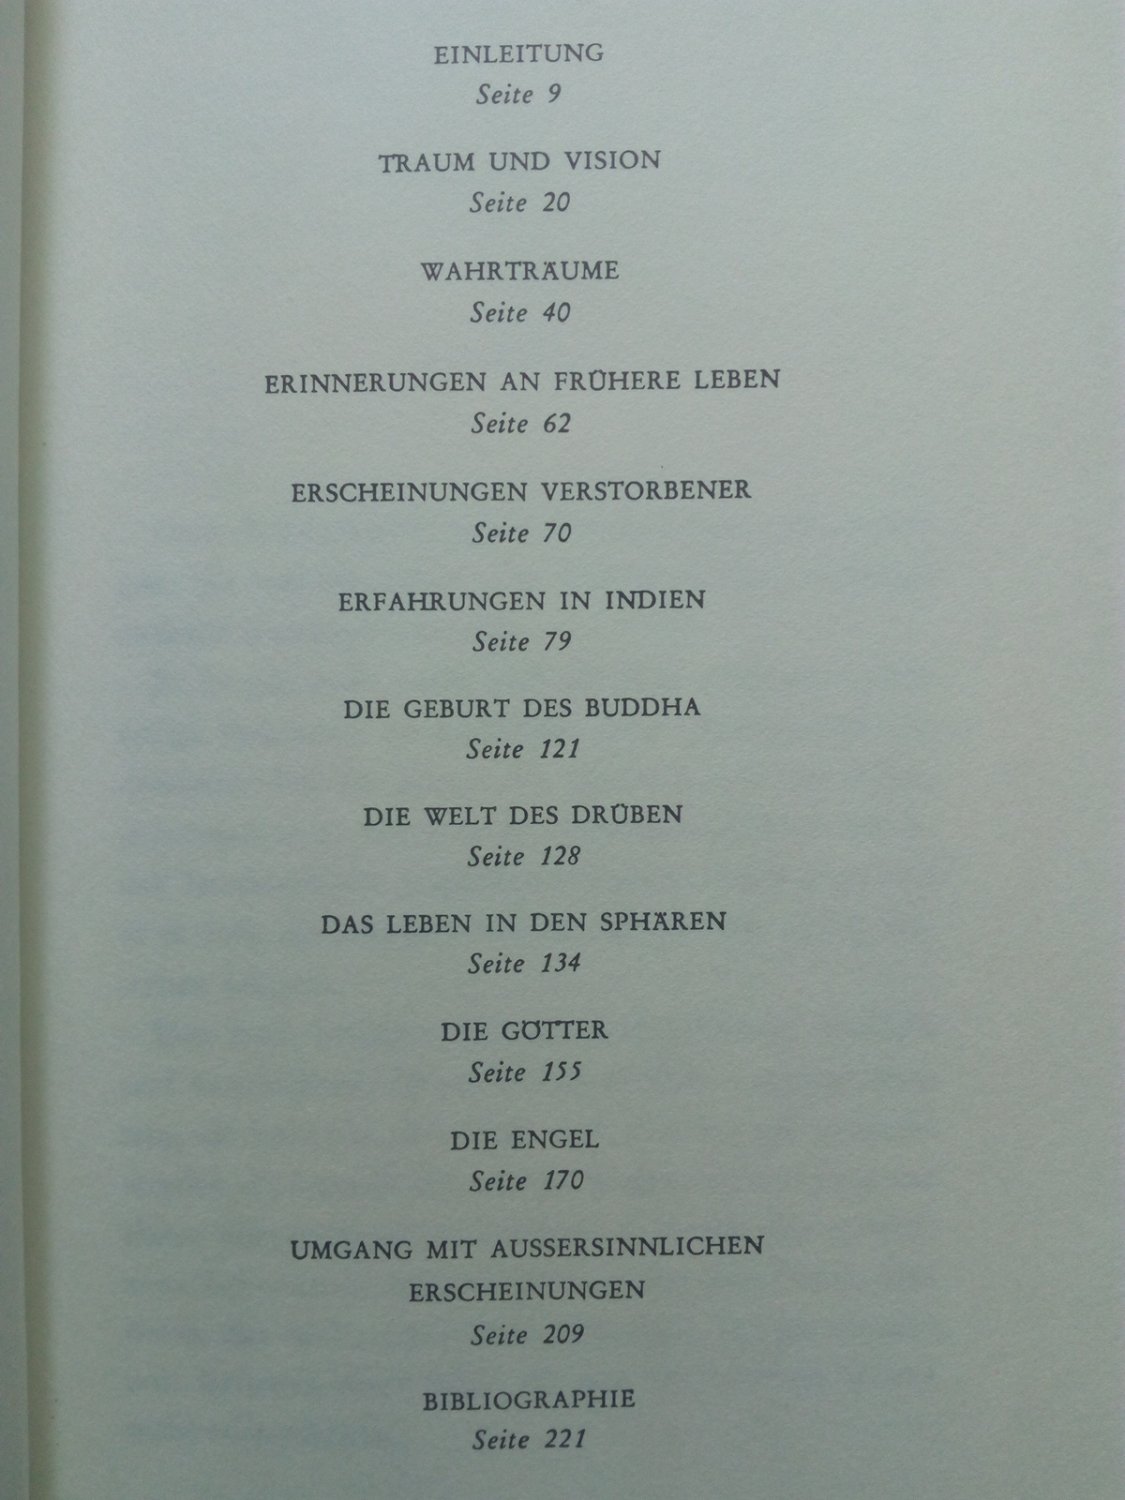 EINLEITUNG
Seite 9
TRAUM UND VISION
Seite 20
WAHRTRÄUME
Seite 40
ERINNERUNGEN AN FRÜHERE LEBEN
Seite 62
ERSCHEINUNGEN VERSTORBENER
Seite 70
ERFAHRUNGEN IN INDIEN
Seite 79
DIE GEBURT DES BUDDHA
Seite 121
DIE WELT DES DRÜBEN
Seite 128
DAS LEBEN IN DEN SPHÄREN
Seite 134
DIE GÖTTER
Seite 155
DIE ENGEL
Seite 170
UMGANG MIT AUSSERSINNLICHEN
ERSCHEINUNGEN
Seite 209
BIBLIOGRAPHIE
Seite 221